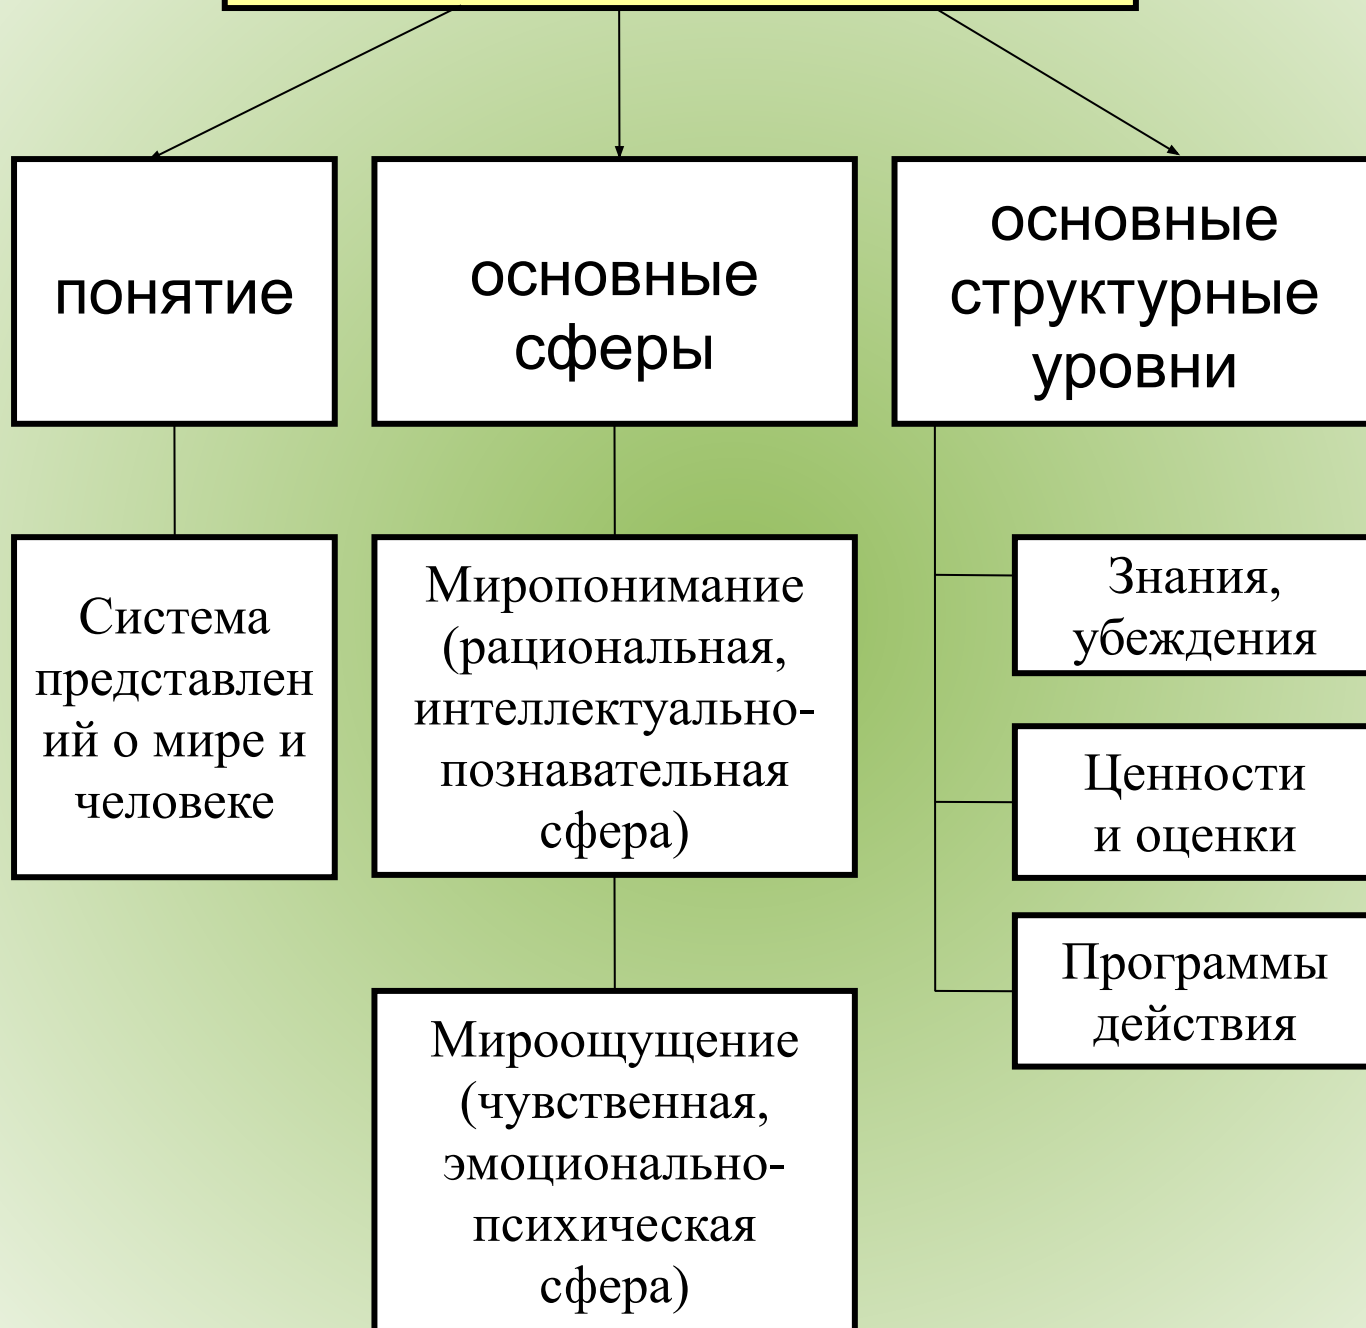 понятие
основные
сферы
основные
структурные
уровни
Система
представлен
ий о мире и
человеке
Миропонимание
(рациональная,
интеллектуально-
познавательная
сфера)
Мироощущение
(чувственная,
эмоционально-
психическая
сфера)
Знания,
убеждения
Ценности
и оценки
Программы
действия